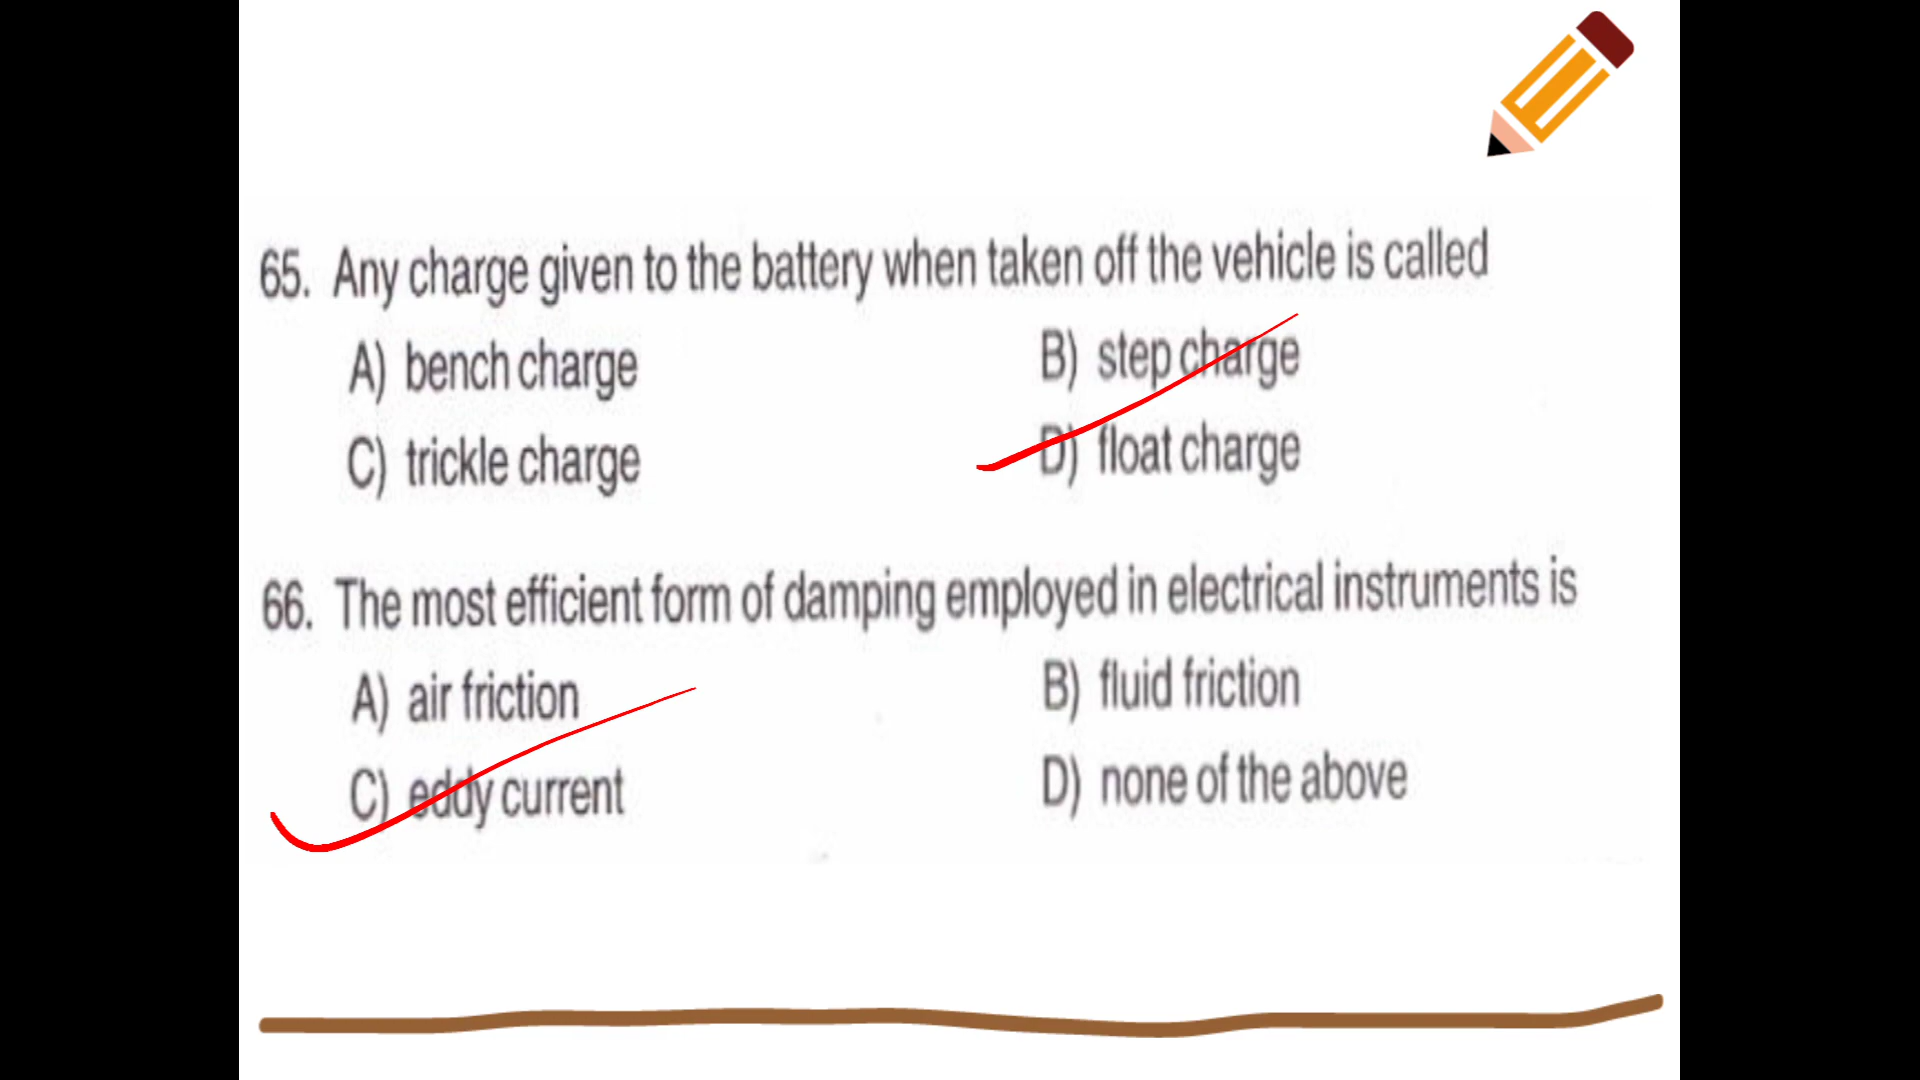 65. Any charge given to the battery when taken off the vehicle is called
A) bench charge B) step charge
C) trickle charge D) float charge
66. The most efficient form of damping employed in electrical instruments is
A) air friction B) fluid friction
C) eddy current D) none of the above